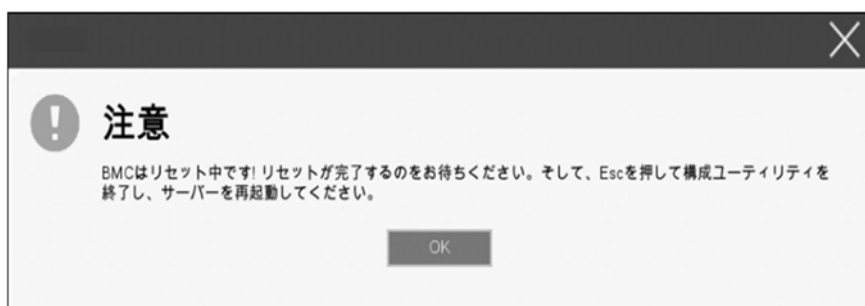 注意
BMCはリセット中です! リセットが完了するのをお待ちください。そして、Escを押して構成ユーティリティを
終了し、サーバーを再起動してください。
OK